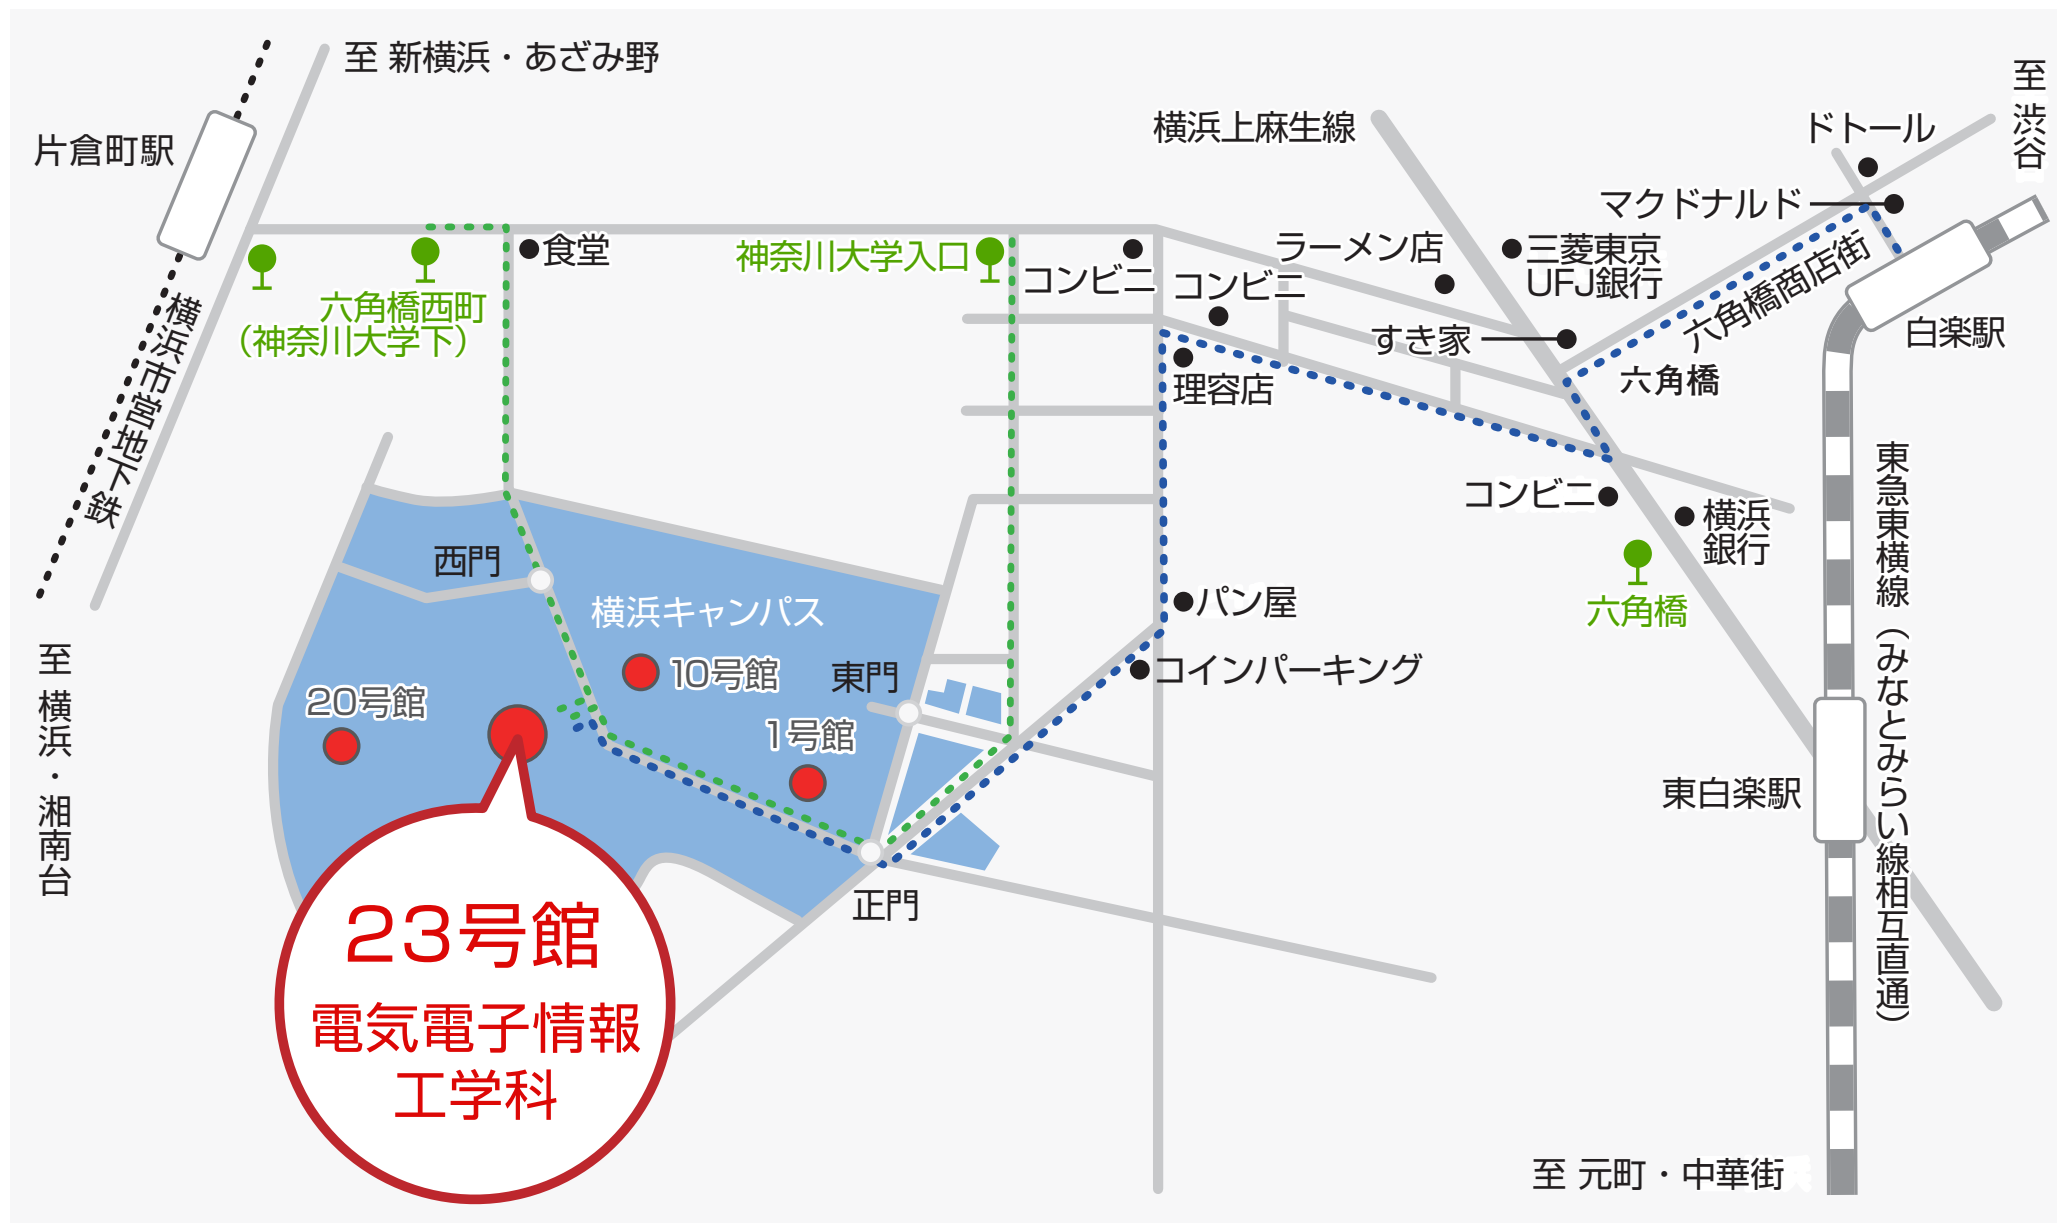 至 新横浜・あざみ野
至 渋谷
横浜上麻生線
ドトール
片倉町駅
マクドナルド
食堂
神奈川大学入口
コンビニ
コンビニ
ラーメン店
三菱東京
UFJ銀行
六角橋商店街
白楽駅
六角橋西町
(神奈川大学下)
横浜市営地下鉄
すき家
理容店
六角橋
コンビニ
横浜
銀行
東急東横線(みなとみらい線相互直通)
西門
横浜キャンパス
パン屋
六角橋
至 横浜・湘南台
10号館
東門
コインパーキング
20号館
1号館
東白楽駅
正門
23号館
電気電子情報
工学科
至 元町・中華街